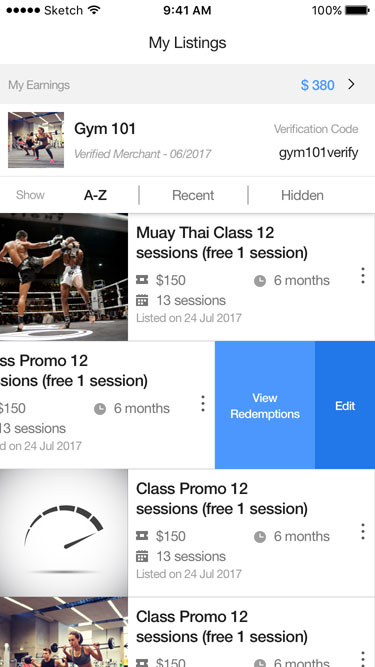 Sketch 9:41 AM 100%
My Listings
My Earnings $ 380
Gym 101
Verification Code
Verified Merchant - 06/2017
gym101verify
Show A-Z Recent Hidden
Muay Thai Class 12
sessions (free 1 session)
$150 6 months
13 sessions
Listed on 24 Jul 2017
ss Promo 12
sions (free 1 session)
$150 6 months
13 sessions
d on 24 Jul 2017
View
Redemptions
Edit
Class Promo 12
sessions (free 1 session)
$150 6 months
13 sessions
Listed on 24 Jul 2017
Class Promo 12
sessions (free 1 session)
$150 6 months